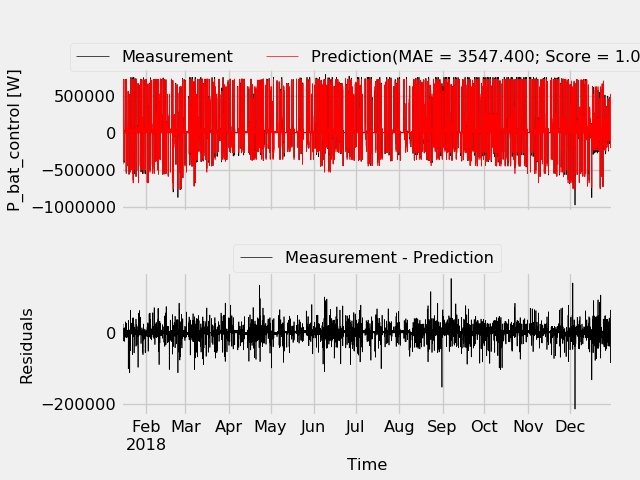 Measurement Prediction(MAE = 3547.400; Score = 1.0
P_bat_control [W]
500000
0
−500000
−1000000
Measurement - Prediction
Residuals
0
−200000
Feb Mar Apr May Jun Jul Aug Sep Oct Nov Dec
2018
Time